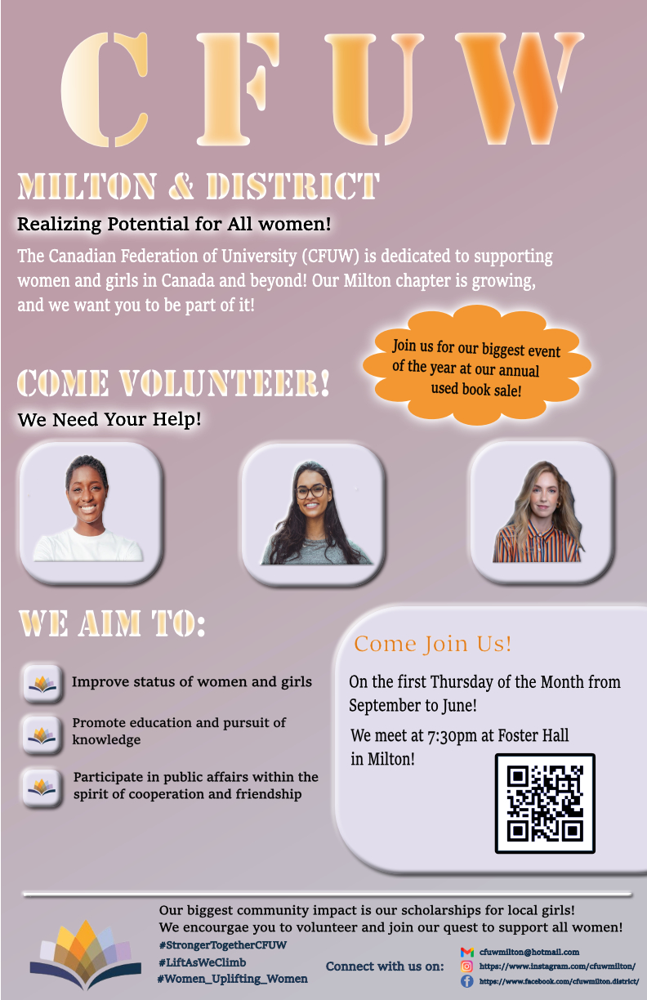 CFUW
MILTON & DISTRICT
Realizing Potential for All women!
The Canadian Federation of University (CFUW) is dedicated to supporting
women and girls in Canada and beyond! Our Milton chapter is growing,
and we want you to be part of it!
Join us for our biggest event
of the year at our annual
used book sale!
COME VOLUNTEER!
We Need Your Help!
WE AIM TO:
Improve status of women and girls
Promote education and pursuit of
knowledge
Participate in public affairs within the
spirit of cooperation and friendship
Come Join Us!
On the first Thursday of the Month from
September to June!
We meet at 7:30pm at Foster Hall
in Milton!
Our biggest community impact is our scholarships for local girls!
We encourgae you to volunteer and join our quest to support all women!
#StrongerTogetherCFUW
#LiftAsWeClimb
#Women_Uplifting_Women
Connect with us on:
cfuwmilton@hotmail.com
https://www.instagram.com/cfuwmilton/
https://www.facebook.com/cfuwmilton.district/